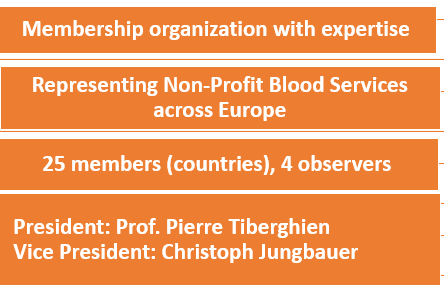 Membership organization with expertise
Representing Non-Profit Blood Services
across Europe
25 members (countries), 4 observers
President: Prof. Pierre Tiberghien
Vice President: Christoph Jungbauer